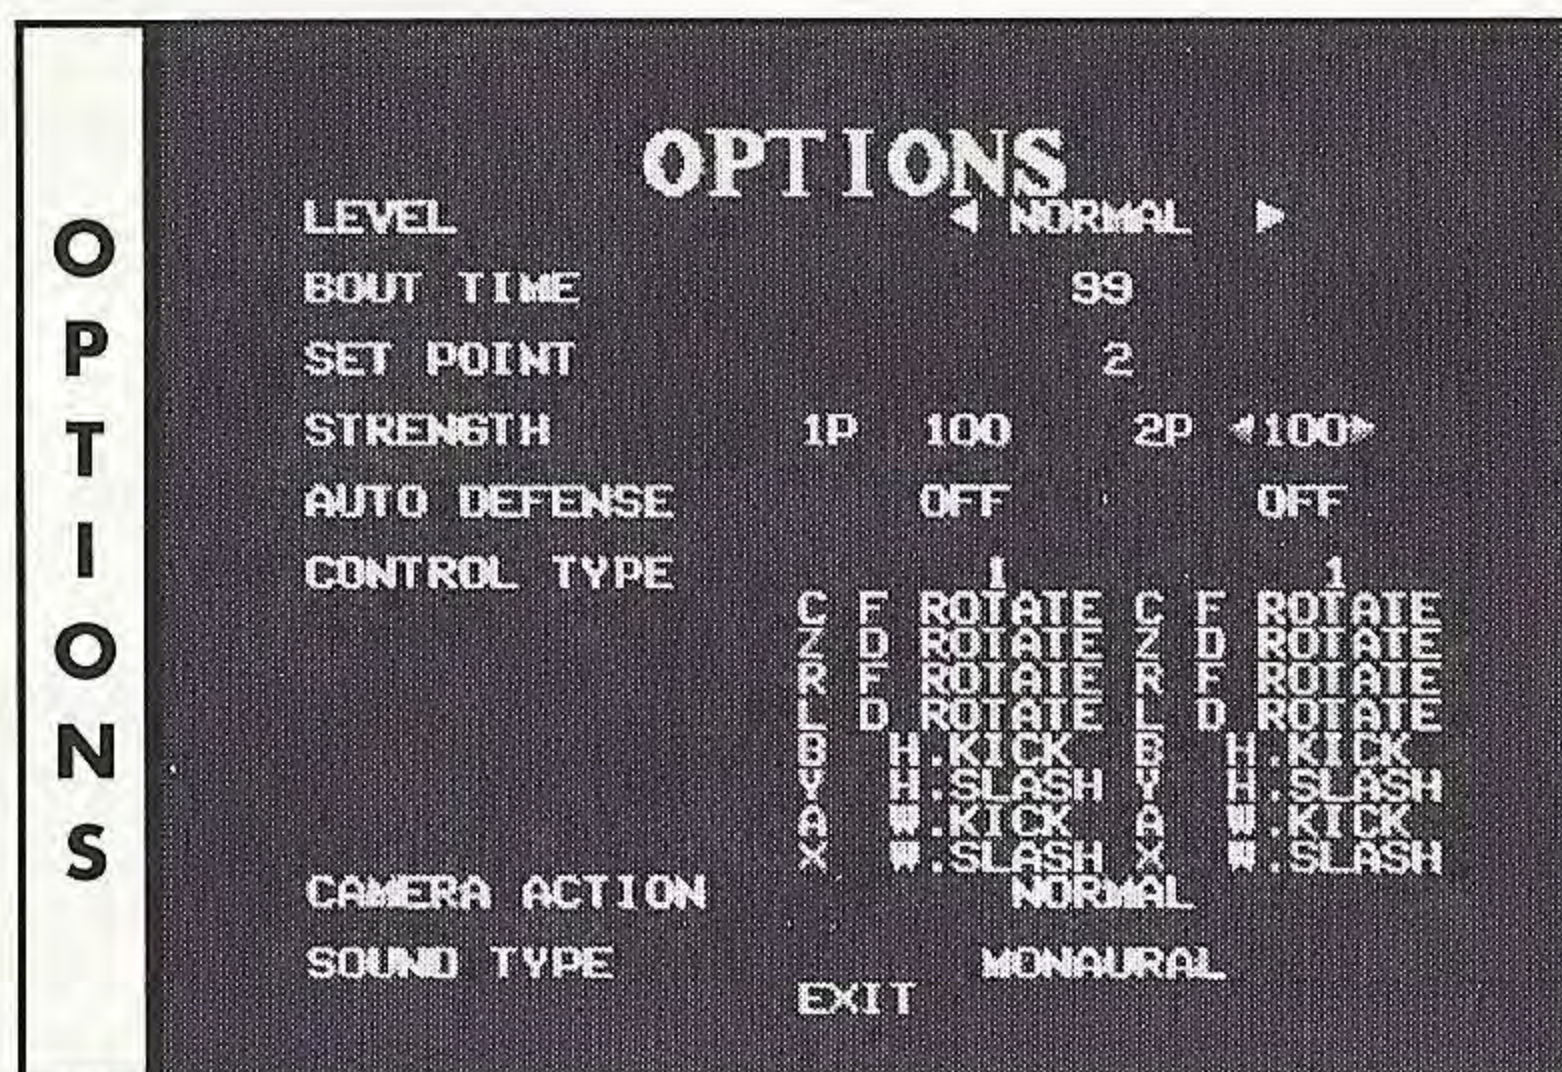 OPTIONS
OPTIONS
LEVEL ◀ NORMAL ▶
BOUT TIME 99
SET POINT 2
STRENGTH 1P 100 2P ◀100▶
AUTO DEFENSE OFF OFF
CONTROL TYPE 1 1
C F ROTATE C F ROTATE
Z D ROTATE Z D ROTATE
R F ROTATE R F ROTATE
L D ROTATE L D ROTATE
B H.KICK B H.KICK
Y H.SLASH Y H.SLASH
A W.KICK A W.KICK
X W.SLASH X W.SLASH
CAMERA ACTION NORMAL
SOUND TYPE MONAURAL
EXIT